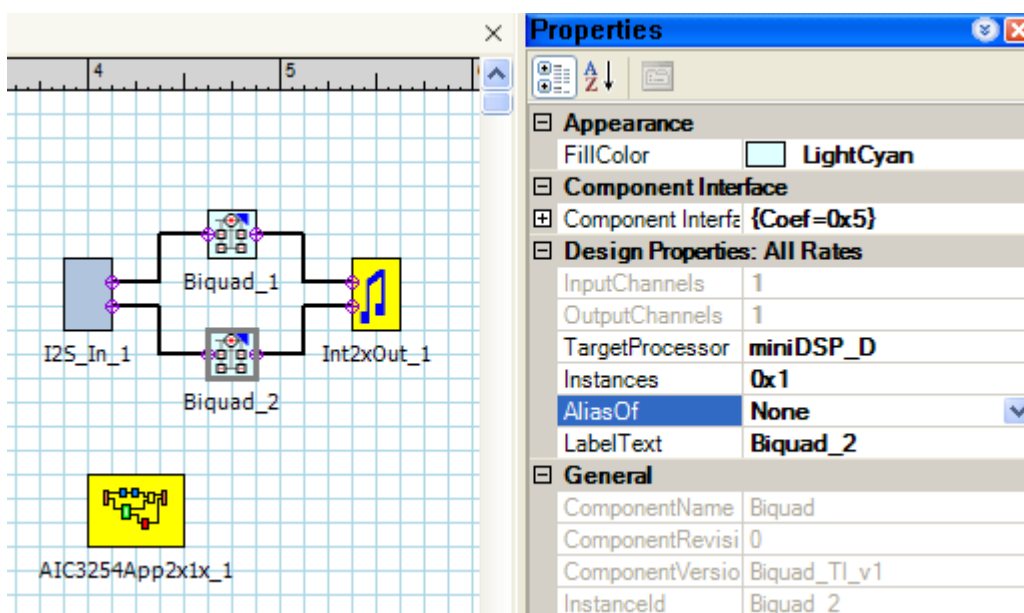 4 5
Biquad_1
I2S_In_1
Int2xOut_1
Biquad_2
AIC3254App2x1x_1
Properties
A
Z
Appearance
FillColor LightCyan
Component Interface
Component Interfa {Coef=0x5}
Design Properties: All Rates
InputChannels 1
OutputChannels 1
TargetProcessor miniDSP_D
Instances 0x1
AliasOf None
LabelText Biquad_2
General
ComponentName Biquad
ComponentRevisi 0
ComponentVersio Biquad_TI_v1
InstanceId Biquad_2